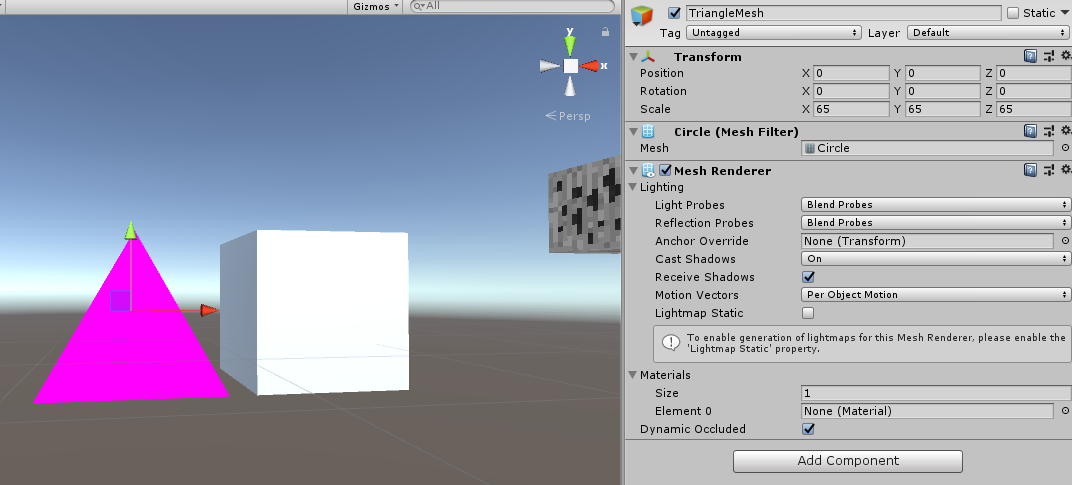 Gizmos
All
y
x
Persp
TriangleMesh
Static
Tag
Untagged
Layer
Default
Transform
Position X 0 Y 0 Z 0
Rotation X 0 Y 0 Z 0
Scale X 65 Y 65 Z 65
Circle (Mesh Filter)
Mesh Circle
Mesh Renderer
Lighting
Light Probes Blend Probes
Reflection Probes Blend Probes
Anchor Override None (Transform)
Cast Shadows On
Receive Shadows
Motion Vectors Per Object Motion
Lightmap Static
To enable generation of lightmaps for this Mesh Renderer, please enable the
'Lightmap Static' property.
Materials
Size 1
Element 0 None (Material)
Dynamic Occluded
Add Component